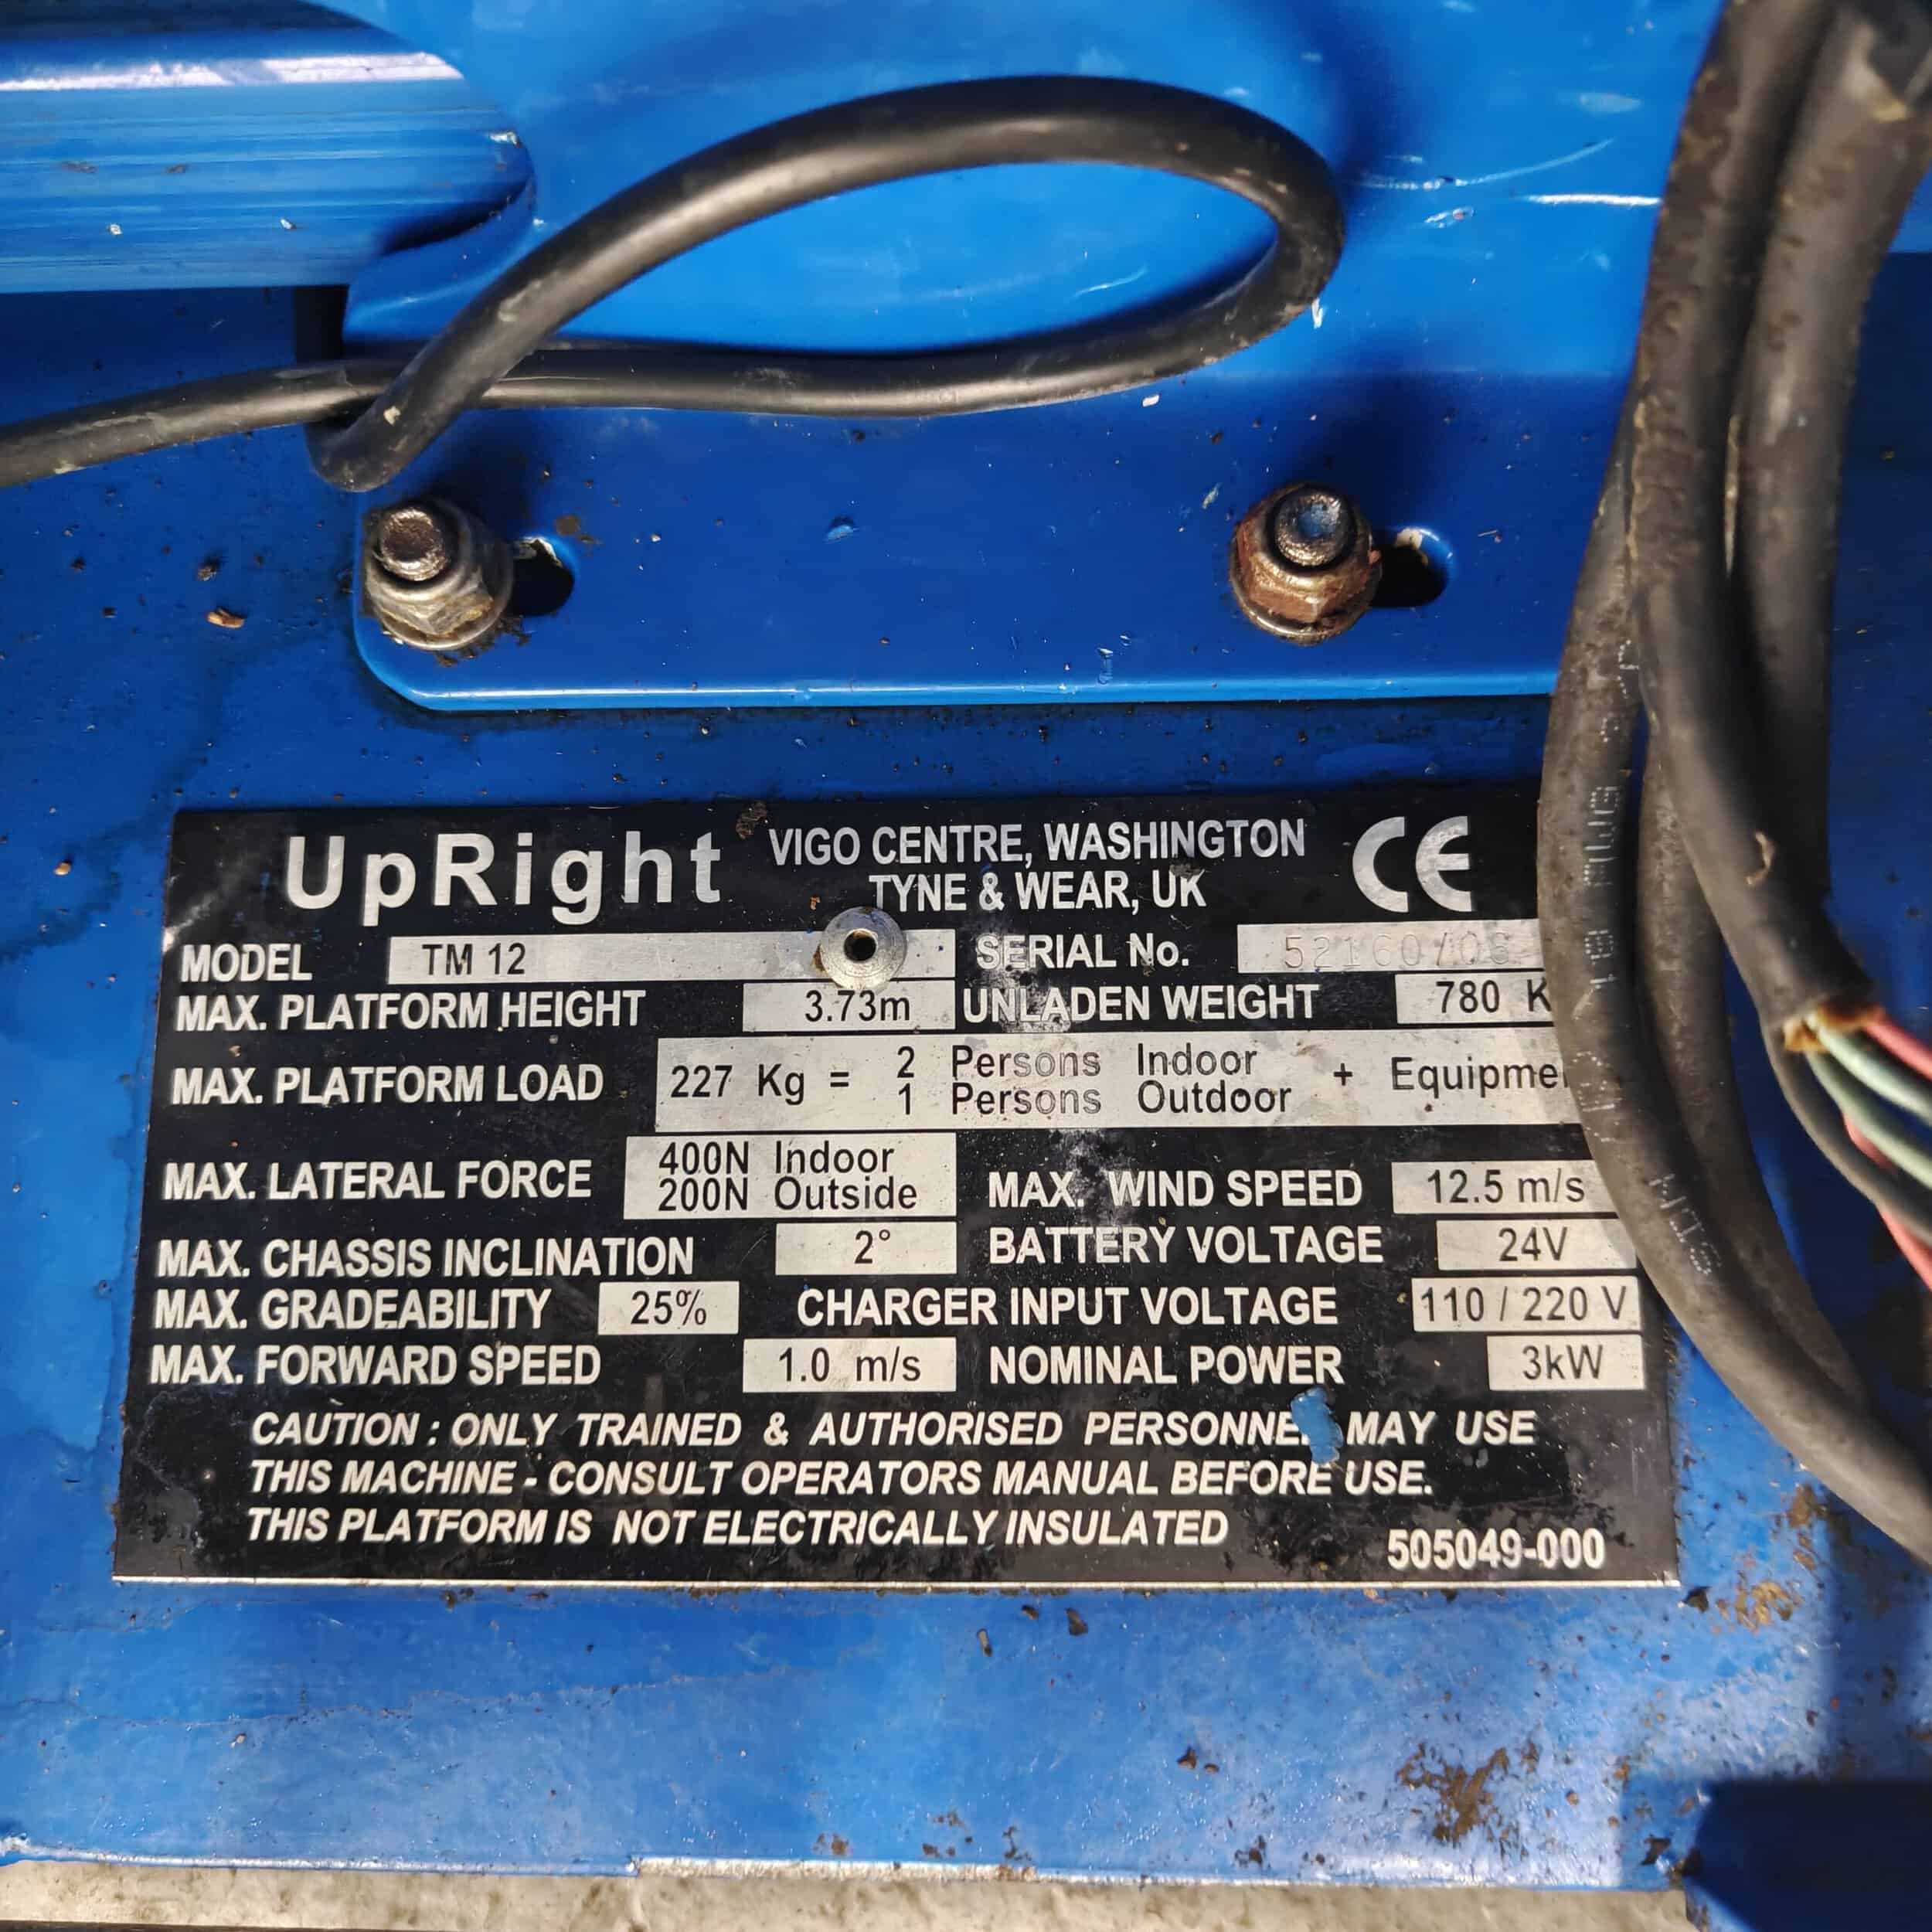 UpRight
VIGO CENTRE, WASHINGTON
TYNE & WEAR, UK
CE
MODEL TM 12
SERIAL No.
MAX. PLATFORM HEIGHT 3.73m
UNLADEN WEIGHT 780 K
MAX. PLATFORM LOAD 227 Kg = 2 Persons Indoor + Equipme
1 Persons Outdoor
MAX. LATERAL FORCE 400N Indoor
200N Outside
MAX. WIND SPEED 12.5 m/s
MAX. CHASSIS INCLINATION 2°
BATTERY VOLTAGE 24V
MAX. GRADEABILITY 25%
CHARGER INPUT VOLTAGE 110 / 220 V
MAX. FORWARD SPEED 1.0 m/s
NOMINAL POWER 3kW
CAUTION : ONLY TRAINED & AUTHORISED PERSONNE MAY USE
THIS MACHINE - CONSULT OPERATORS MANUAL BEFORE USE.
THIS PLATFORM IS NOT ELECTRICALLY INSULATED
505049-000